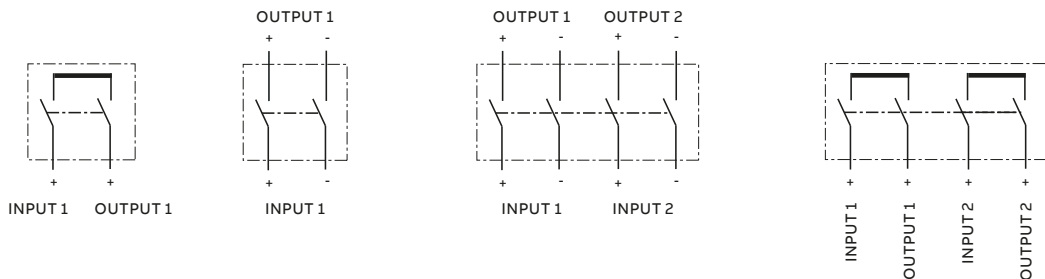 OUTPUT 1
+ -
OUTPUT 1 OUTPUT 2
+ - + -
+ +
INPUT 1 OUTPUT 1
+ -
INPUT 1
+ - + -
INPUT 1 INPUT 2
+ + + +
INPUT 1
OUTPUT 1
INPUT 2
OUTPUT 2